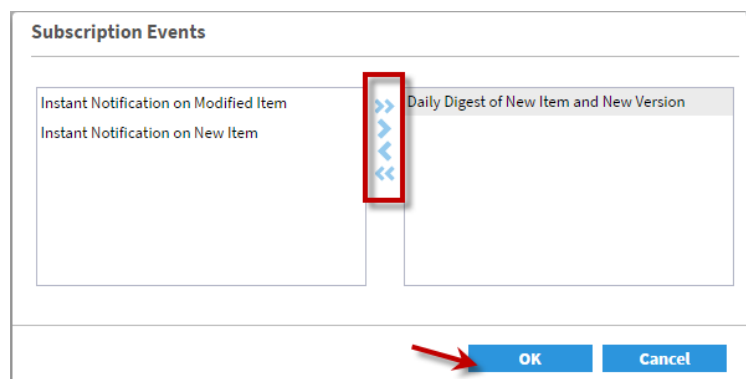 Subscription Events
Instant Notification on Modified Item
Instant Notification on New Item
Daily Digest of New Item and New Version
OK
Cancel